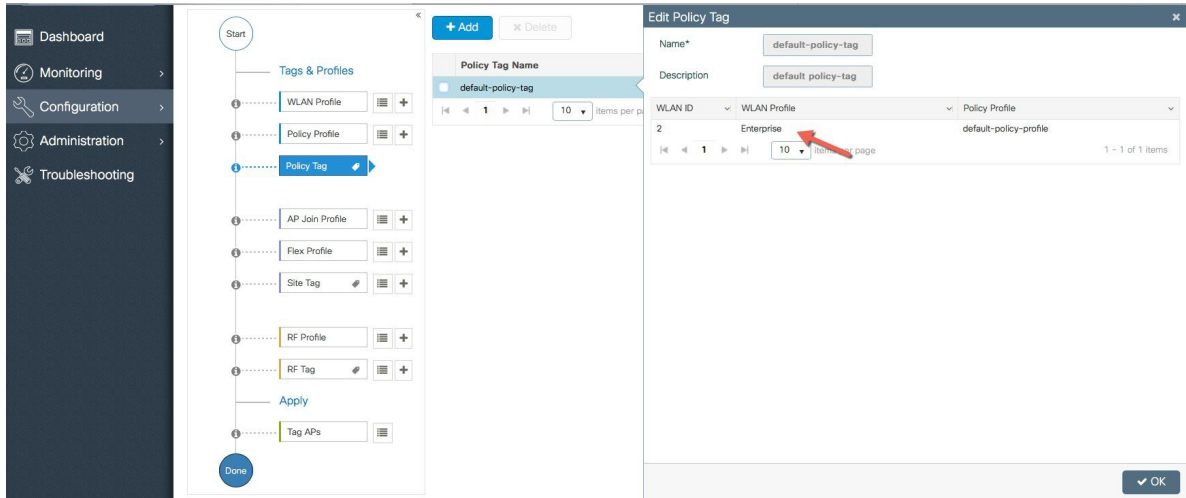 Dashboard
Monitoring
Configuration
Administration
Troubleshooting
Start
Tags & Profiles
WLAN Profile
Policy Profile
Policy Tag
AP Join Profile
Flex Profile
Site Tag
RF Profile
RF Tag
Apply
Tag APs
Done
+ Add
✖ Delete
Policy Tag Name
default-policy-tag
1 10 items per
Edit Policy Tag
Name* default-policy-tag
Description default policy-tag
WLAN ID WLAN Profile Policy Profile
2 Enterprise default-policy-profile
1 10 items per page 1 - 1 of 1 items
OK